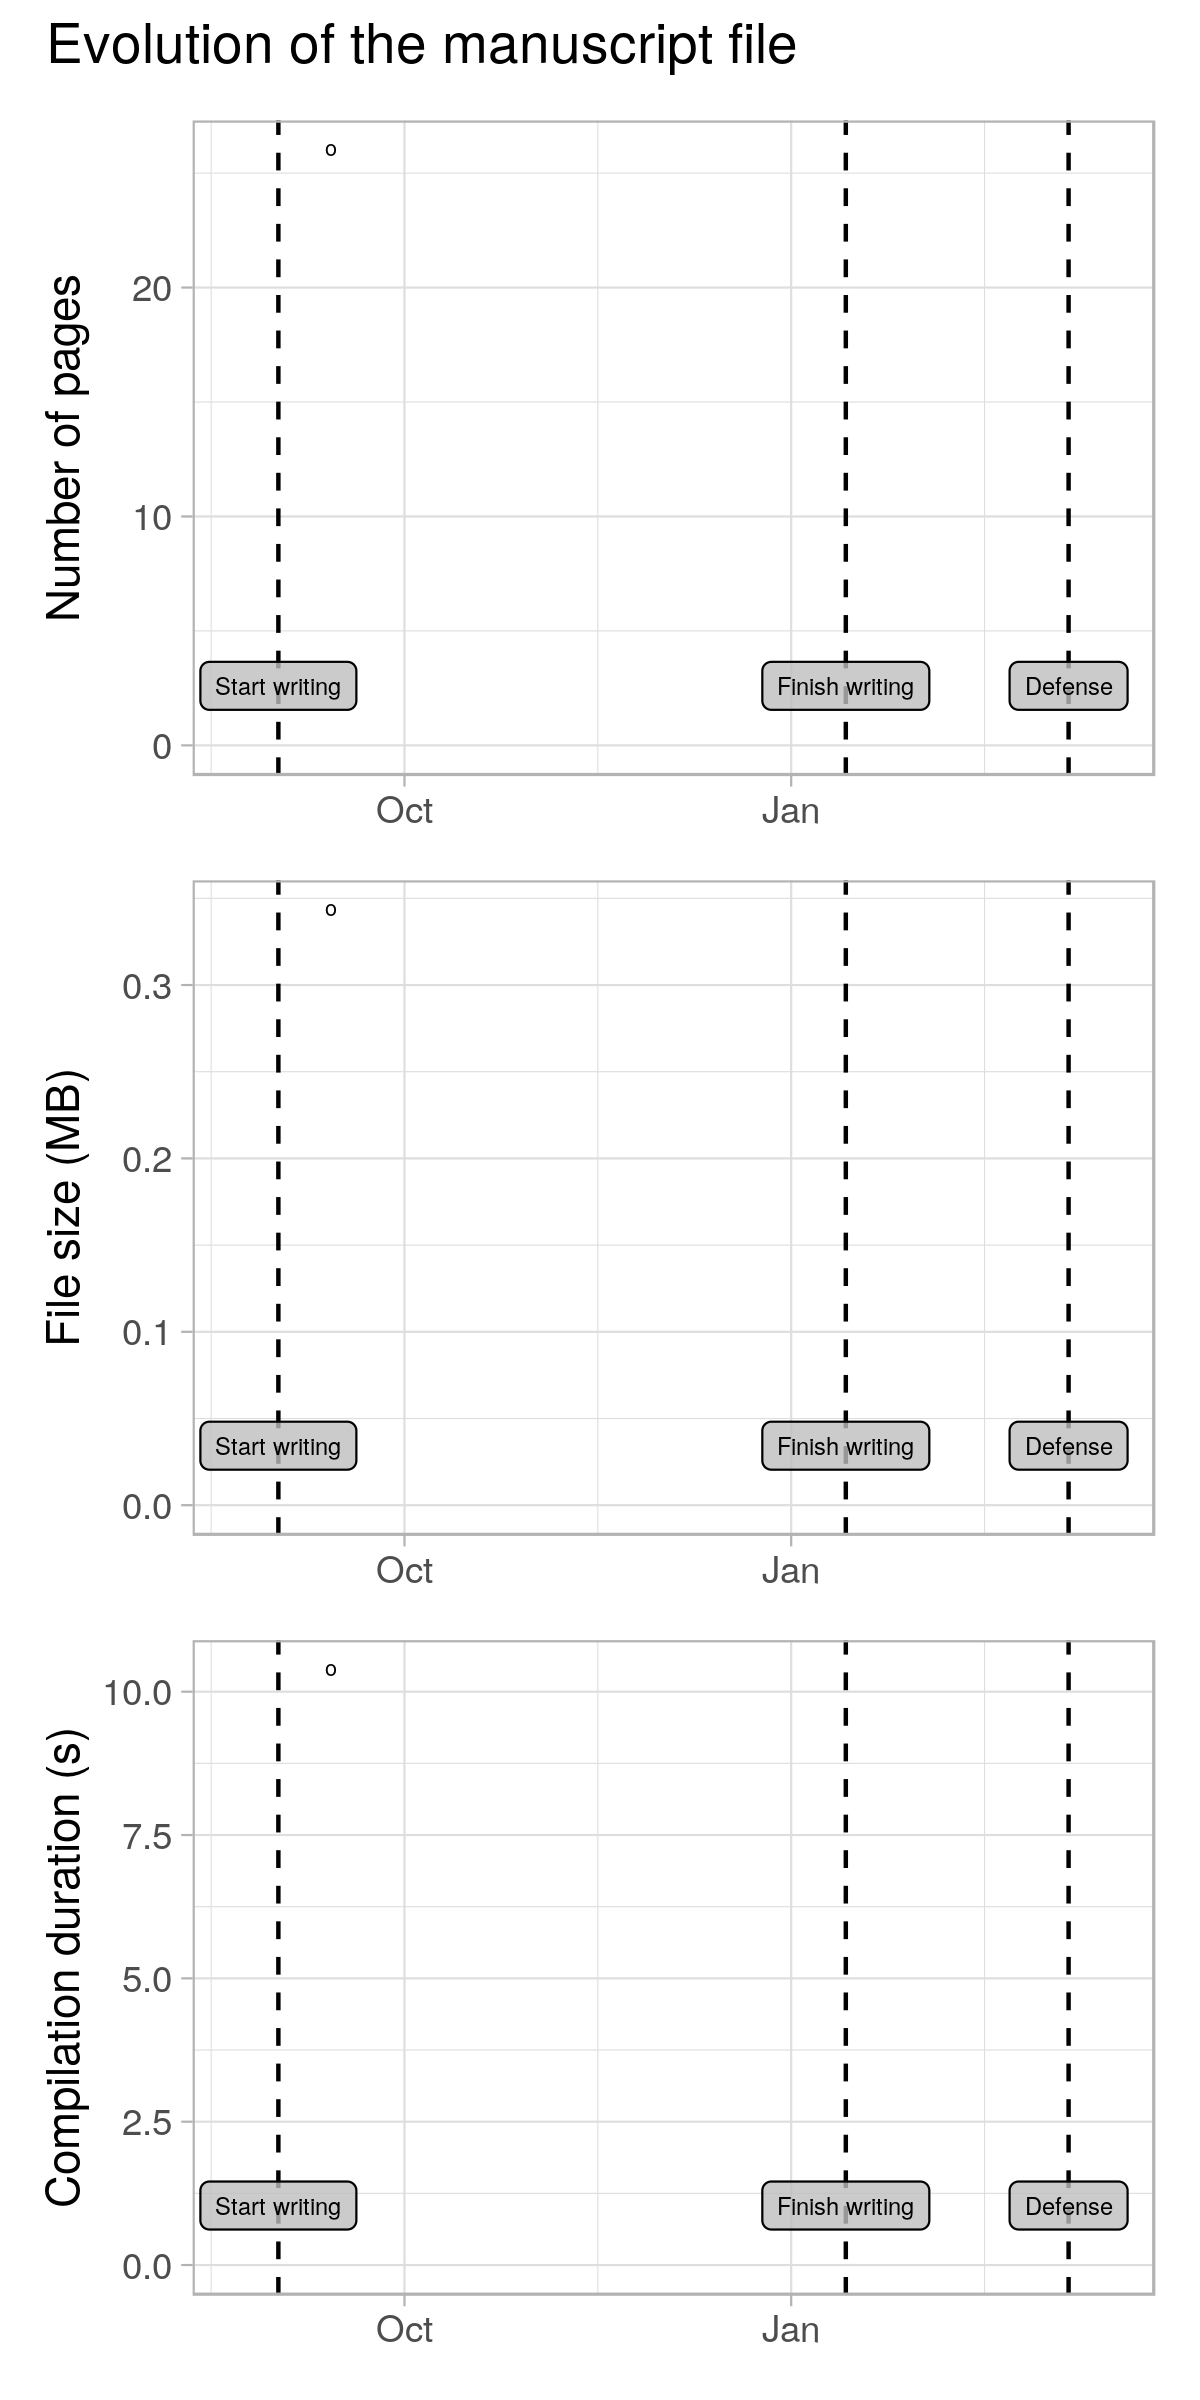 Evolution of the manuscript file
o
20
10
0
Number of pages
Start writing
Finish writing
Defense
Oct
Jan
o
0.3
0.2
0.1
0.0
File size (MB)
Start writing
Finish writing
Defense
Oct
Jan
o
10.0
7.5
5.0
2.5
0.0
Compilation duration (s)
Start writing
Finish writing
Defense
Oct
Jan